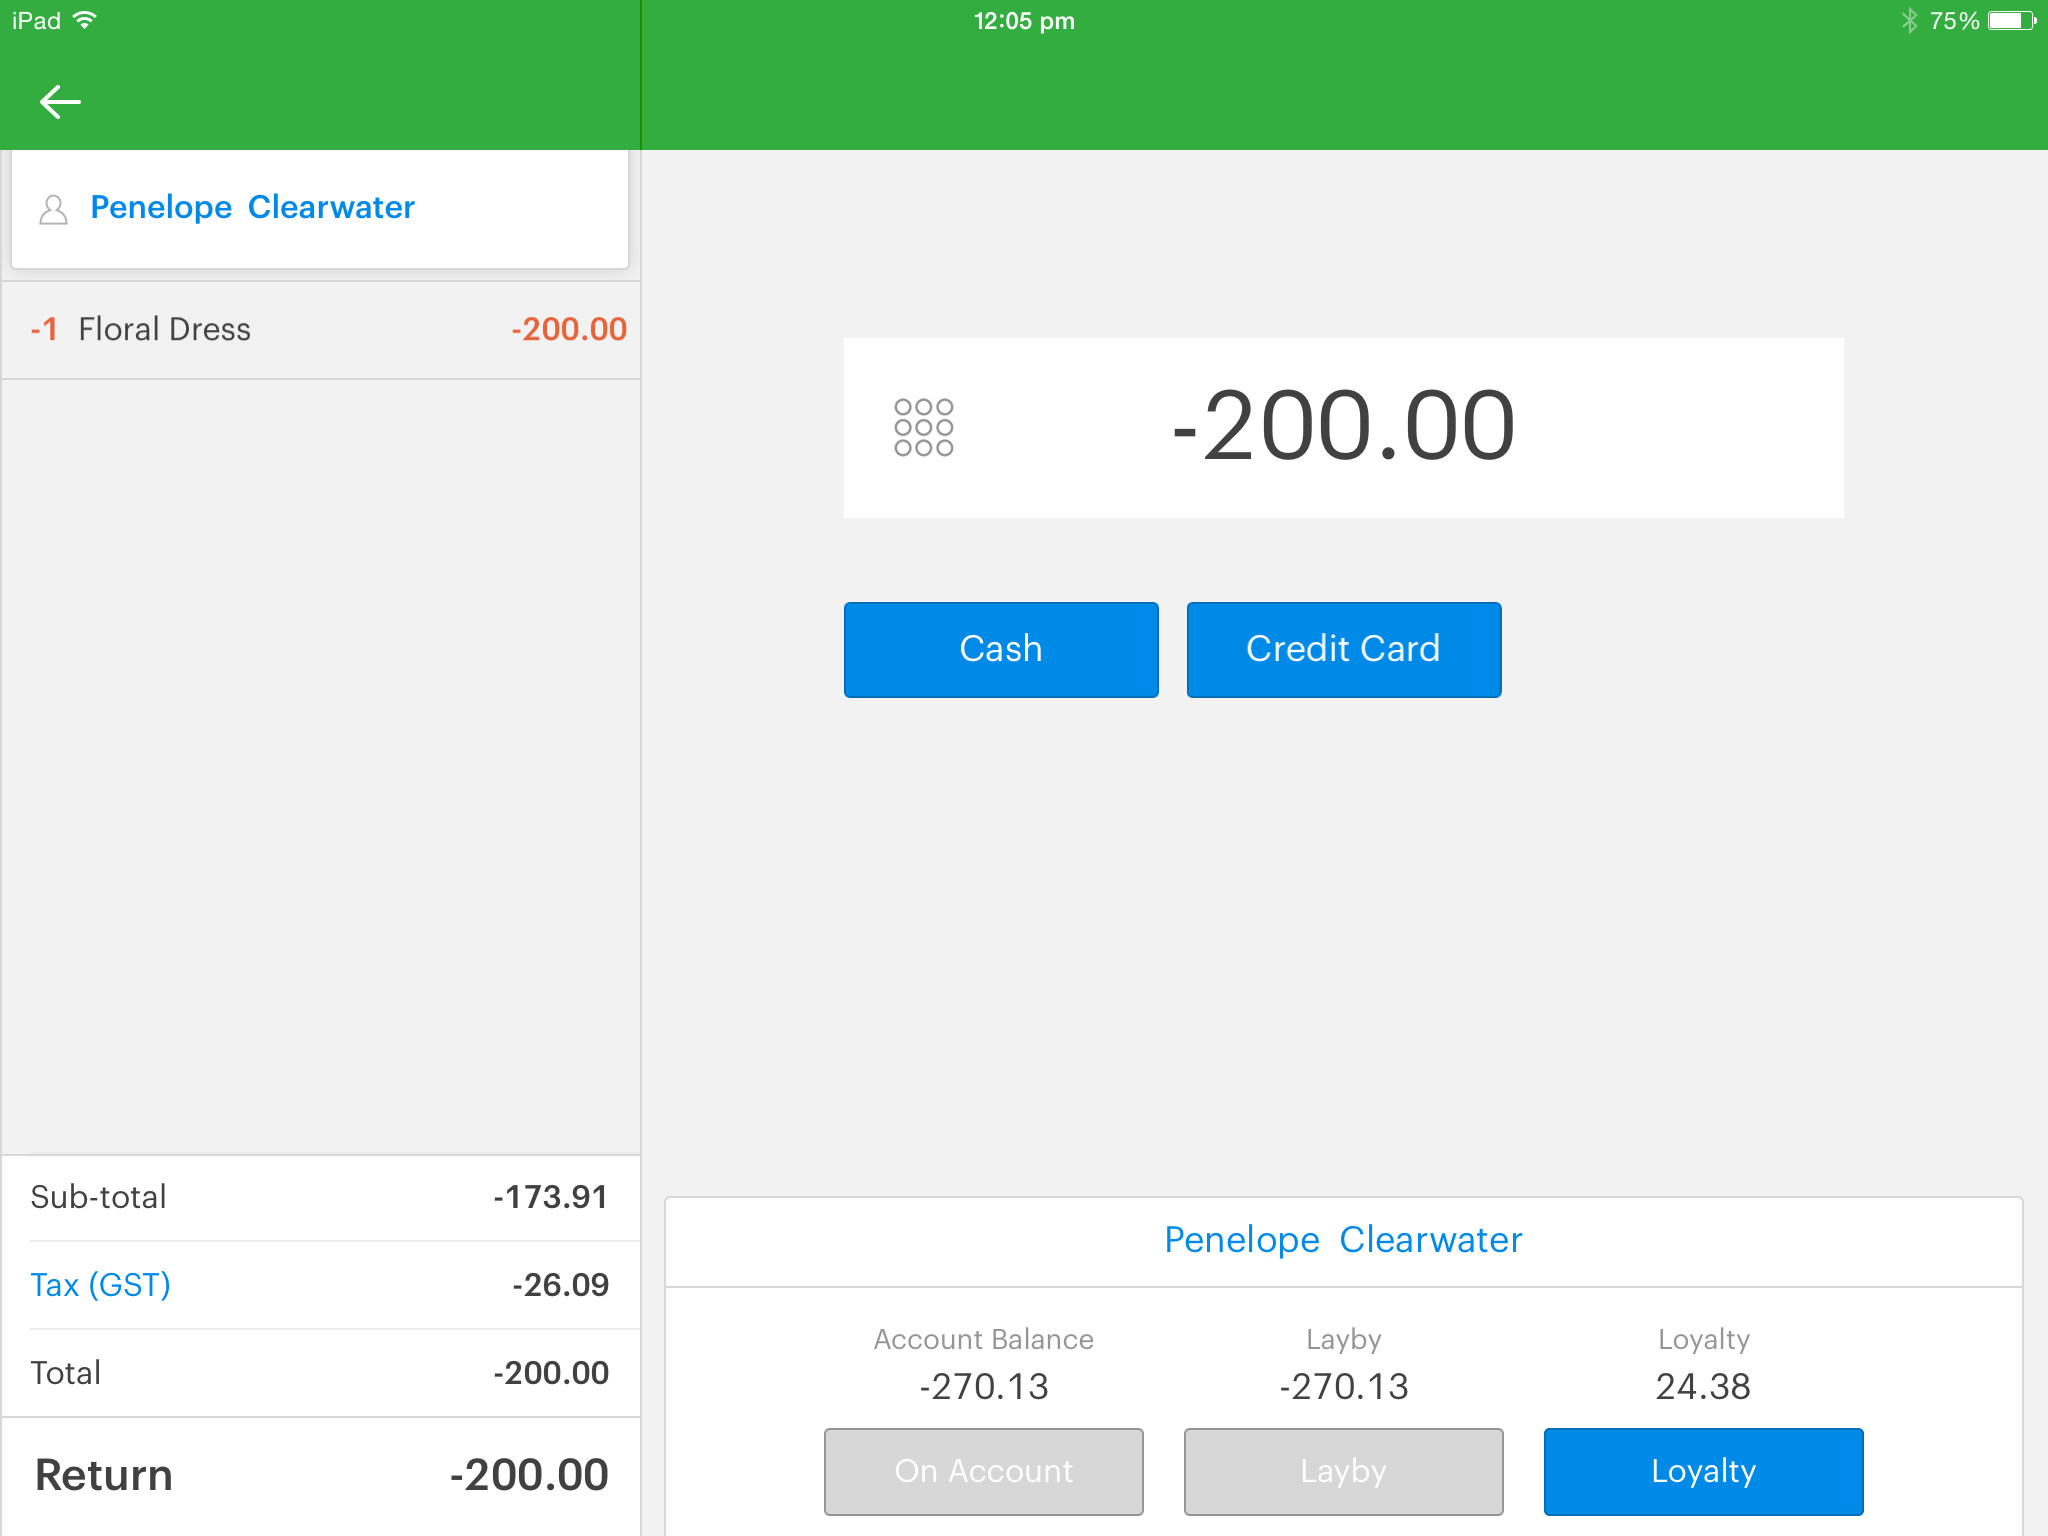 iPad 12:05 pm 75%
Penelope Clearwater
-1 Floral Dress -200.00
-200.00
Cash Credit Card
Sub-total -173.91
Tax (GST) -26.09
Total -200.00
Return -200.00
Penelope Clearwater
Account Balance Layby Loyalty
-270.13 -270.13 24.38
On Account Layby Loyalty